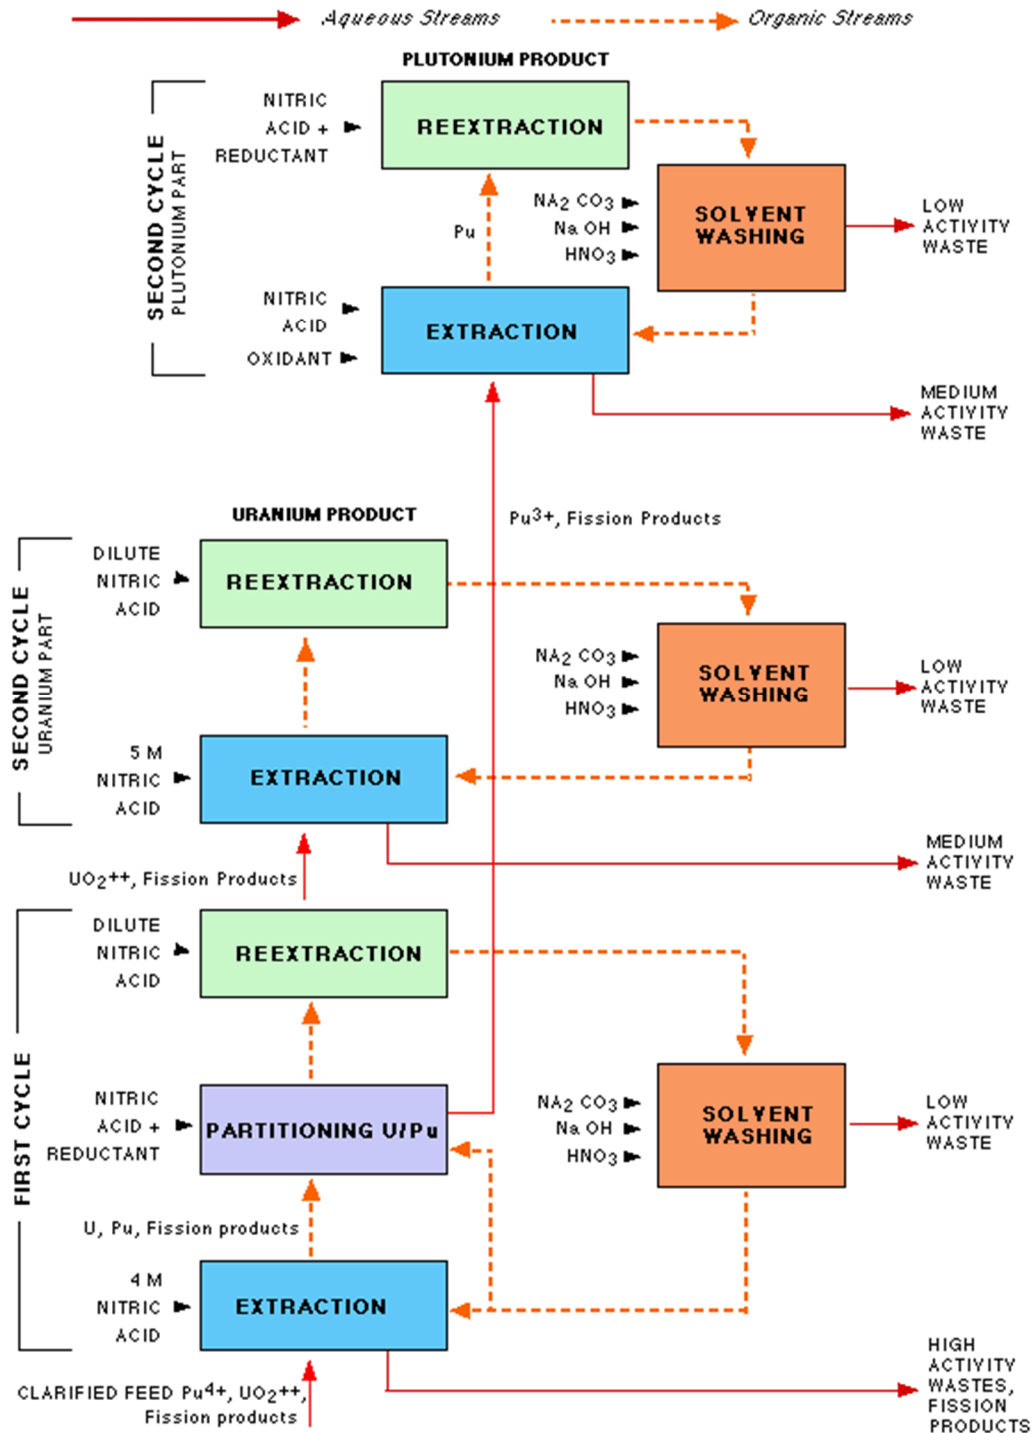 Aqueous Streams
Organic Streams
PLUTONIUM PRODUCT
SECOND CYCLE
PLUTONIUM PART
NITRIC
ACID +
REDUCTANT
REEXTRACTION
Pu
NA2 CO3
Na OH
HNO3
SOLVENT
WASHING
LOW
ACTIVITY
WASTE
NITRIC
ACID
OXIDANT
EXTRACTION
MEDIUM
ACTIVITY
WASTE
Pu3+, Fission Products
URANIUM PRODUCT
SECOND CYCLE
URANIUM PART
DILUTE
NITRIC
ACID
REEXTRACTION
NA2 CO3
Na OH
HNO3
SOLVENT
WASHING
LOW
ACTIVITY
WASTE
5 M
NITRIC
ACID
EXTRACTION
MEDIUM
ACTIVITY
WASTE
UO2++, Fission Products
FIRST CYCLE
DILUTE
NITRIC
ACID
REEXTRACTION
NITRIC
ACID +
REDUCTANT
PARTITIONING U/Pu
NA2 CO3
Na OH
HNO3
SOLVENT
WASHING
LOW
ACTIVITY
WASTE
U, Pu, Fission products
4 M
NITRIC
ACID
EXTRACTION
HIGH
ACTIVITY
WASTES,
FISSION
PRODUCTS
CLARIFIED FEED Pu4+, UO2++,
Fission products